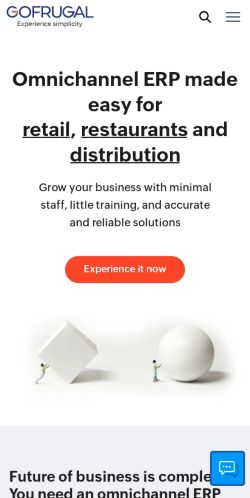 GOFRUGAL
Experience simplicity
Omnichannel ERP made
easy for
retail, restaurants and
distribution
Grow your business with minimal
staff, little training, and accurate
and reliable solutions
Experience it now
Future of business is comple
You need an omnichannel ERP